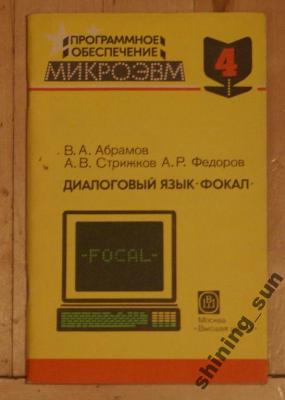 ПРОГРАММНОЕ
ОБЕСПЕЧЕНИЕ
МИКРОЭВМ
4
В. А. Абрамов
А. В. Стрижков А. Р. Федоров
ДИАЛОГОВЫЙ ЯЗЫК «ФОКАЛ»
-FOCAL-
Москва
«Высшая
shining_sun